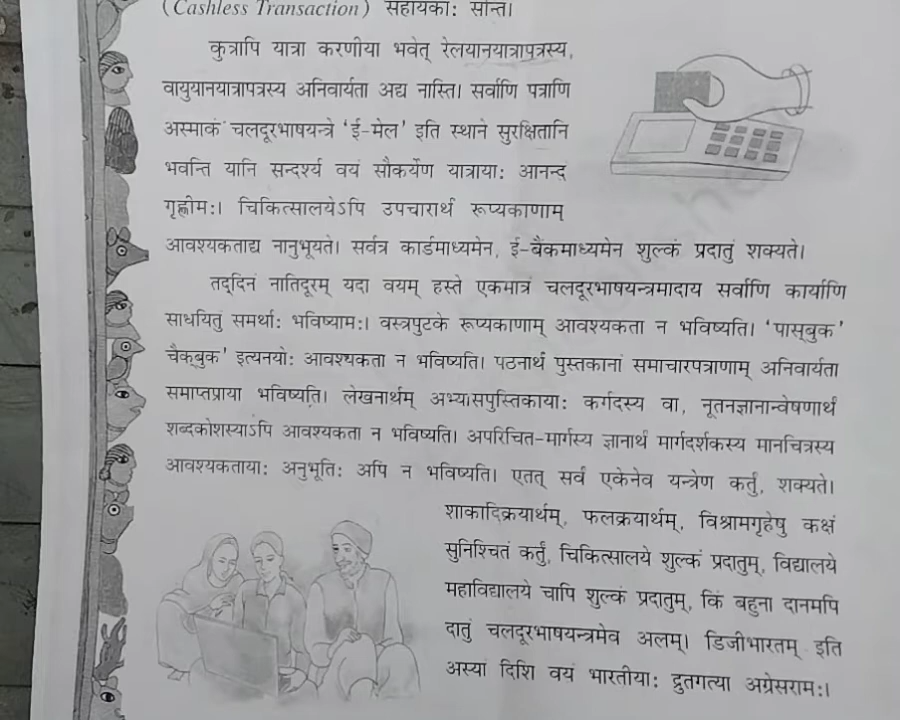 (Cashless Transaction) सहायकाः सन्ति।
कुत्रापि यात्रा करणीया भवेत् रेलयानयात्रापत्रस्य,
वायुयानयात्रापत्रस्य अनिवार्यता अद्य नास्ति। सर्वाणि पत्राणि
अस्माकं चलदूरभाषयन्त्रे ‘ई-मेल’ इति स्थाने सुरक्षितानि
भवन्ति यानि सन्दर्श्य वयं सौकर्येण यात्रायाः आनन्दं
गृह्णीमः। चिकित्सालयेऽपि उपचारार्थं रूप्यकाणाम्
आवश्यकताद्य नानुभूयते। सर्वत्र कार्डमाध्यमेन, ई-बैंकमाध्यमेन शुल्कं प्रदातुं शक्यते।
तद्दिनं नातिदूरम् यदा वयम् हस्ते एकमात्रं चलदूरभाषयन्त्रमादाय सर्वाणि कार्याणि
साधयितुं समर्थाः भविष्यामः। वस्त्रपुटके रूप्यकाणाम् आवश्यकता न भविष्यति। ‘पासबुक’
चैक्बुक’ इत्यनयोः आवश्यकता न भविष्यति। पठनार्थं पुस्तकानां समाचारपत्राणाम् अनिवार्यता
समाप्तप्राया भविष्यति। लेखनार्थम् अभ्यासपुस्तिकायाः कर्गदस्य वा, नूतनज्ञानान्वेषणार्थं
शब्दकोशस्याऽपि आवश्यकता न भविष्यति। अपरिचित-मार्गस्य ज्ञानार्थं मार्गदर्शकस्य मानचित्रस्य
आवश्यकतायाः अनुभूतिः अपि न भविष्यति। एतत् सर्वं एकेनेव यन्त्रेण कर्तुं, शक्यते।
शाकादिक्रयार्थम्, फलक्रयार्थम्, विश्रामगृहेषु कक्षं
सुनिश्चितं कर्तुं, चिकित्सालये शुल्कं प्रदातुम्, विद्यालये
महाविद्यालये चापि शुल्कं प्रदातुम्, किं बहुना दानमपि
दातुं चलदूरभाषयन्त्रमेव अलम्। डिजीभारतम् इति
अस्यां दिशि वयं भारतीयाः द्रुतगत्या अग्रेसरामः।